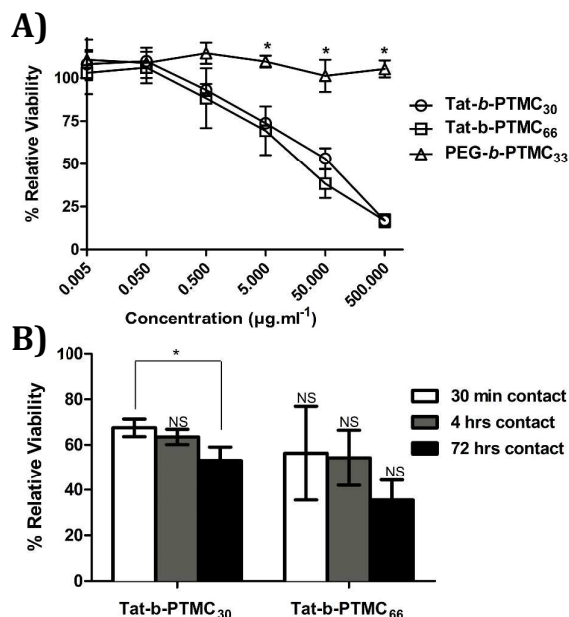 A)
% Relative Viability
100
75
50
25
0
* * *
0.005 0.050 0.500 5.000 50.000 500.000
Concentration (µg.ml⁻¹)
Tat-b-PTMC₃₀
Tat-b-PTMC₆₆
PEG-b-PTMC₃₃
B)
% Relative Viability
100
80
60
40
20
0
*
NS
NS
NS
NS
30 min contact
4 hrs contact
72 hrs contact
Tat-b-PTMC₃₀ Tat-b-PTMC₆₆